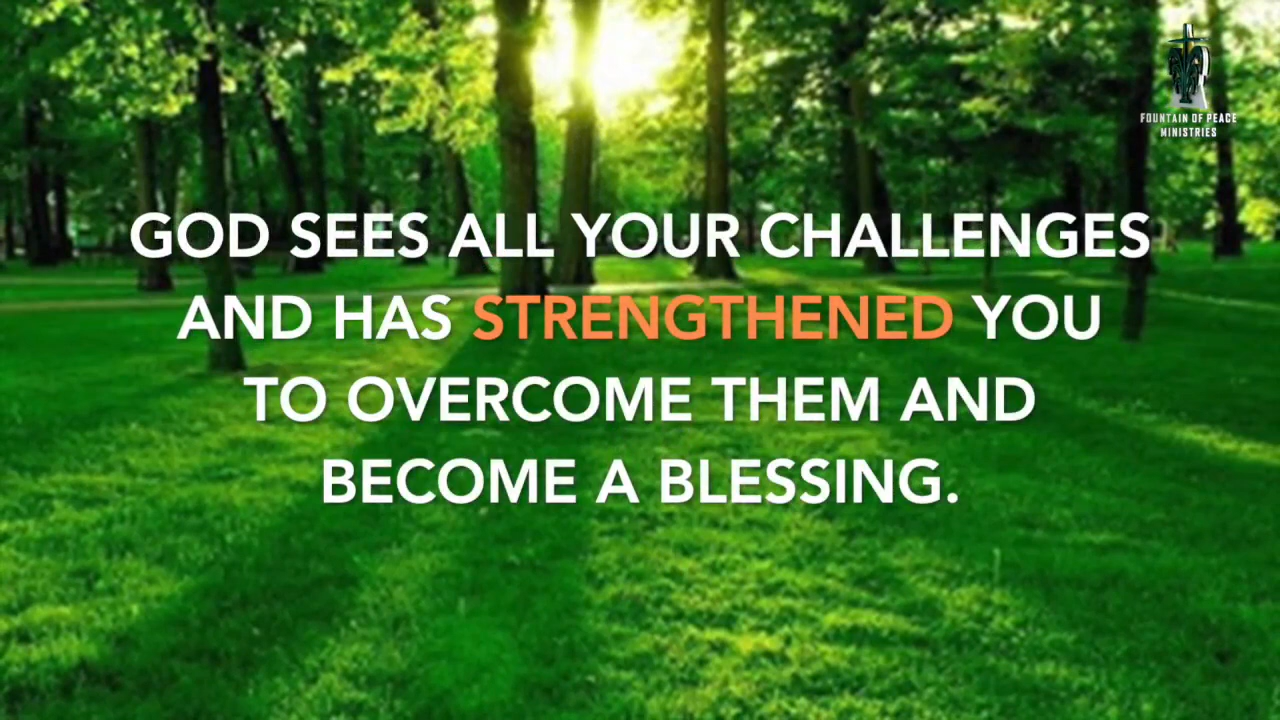 FOUNTAIN OF PEACE
MINISTRIES
GOD SEES ALL YOUR CHALLENGES
AND HAS STRENGTHENED YOU
TO OVERCOME THEM AND
BECOME A BLESSING.